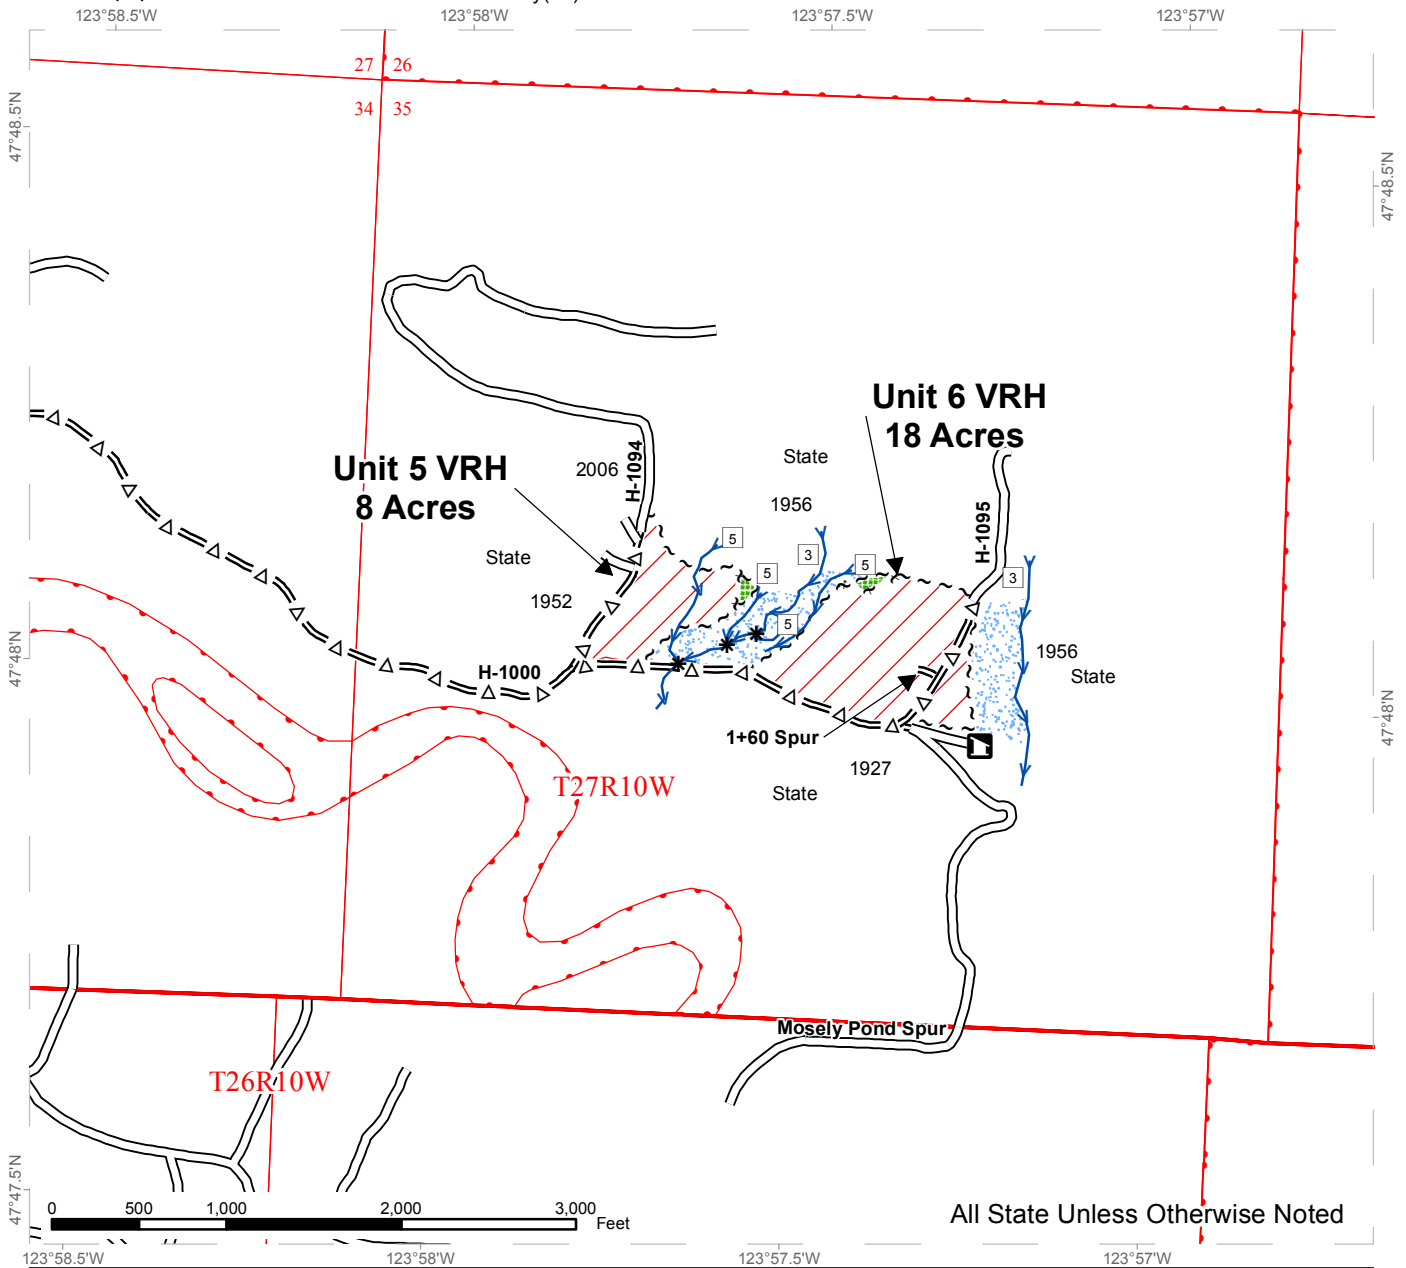 123°58.5'W
123°58'W
123°57.5'W
123°57'W
27
26
34
35
47°48.5'N
47°48.5'N
Unit 6 VRH
18 Acres
Unit 5 VRH
8 Acres
2006
H-1094
State
1956
H-1095
State
1952
5
3
5
5
5
3
1956
State
47°48'N
47°48'N
H-1000
1+60 Spur
1927
State
T27R10W
Mosely Pond Spur
T26R10W
47°47.5'N
0
500
1,000
2,000
3,000
Feet
All State Unless Otherwise Noted
123°58.5'W
123°58'W
123°57.5'W
123°57'W